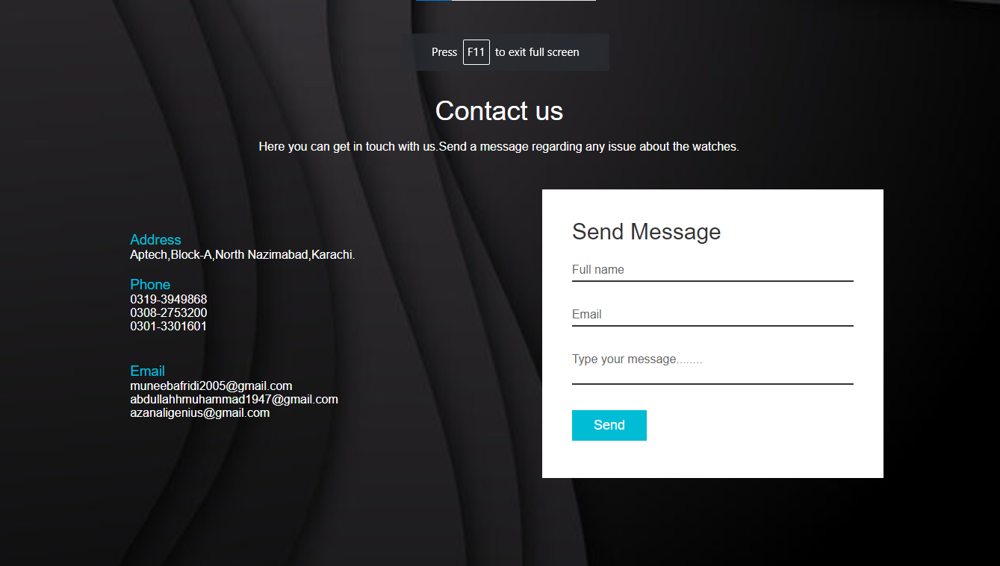 Press F11 to exit full screen
Contact us
Here you can get in touch with us.Send a message regarding any issue about the watches.
Address
Aptech,Block-A,North Nazimabad,Karachi.
Phone
0319-3949868
0308-2753200
0301-3301601
Email
muneebafridi2005@gmail.com
abdullahhmuhammad1947@gmail.com
azanaligenius@gmail.com
Send Message
Full name
Email
Type your message........
Send